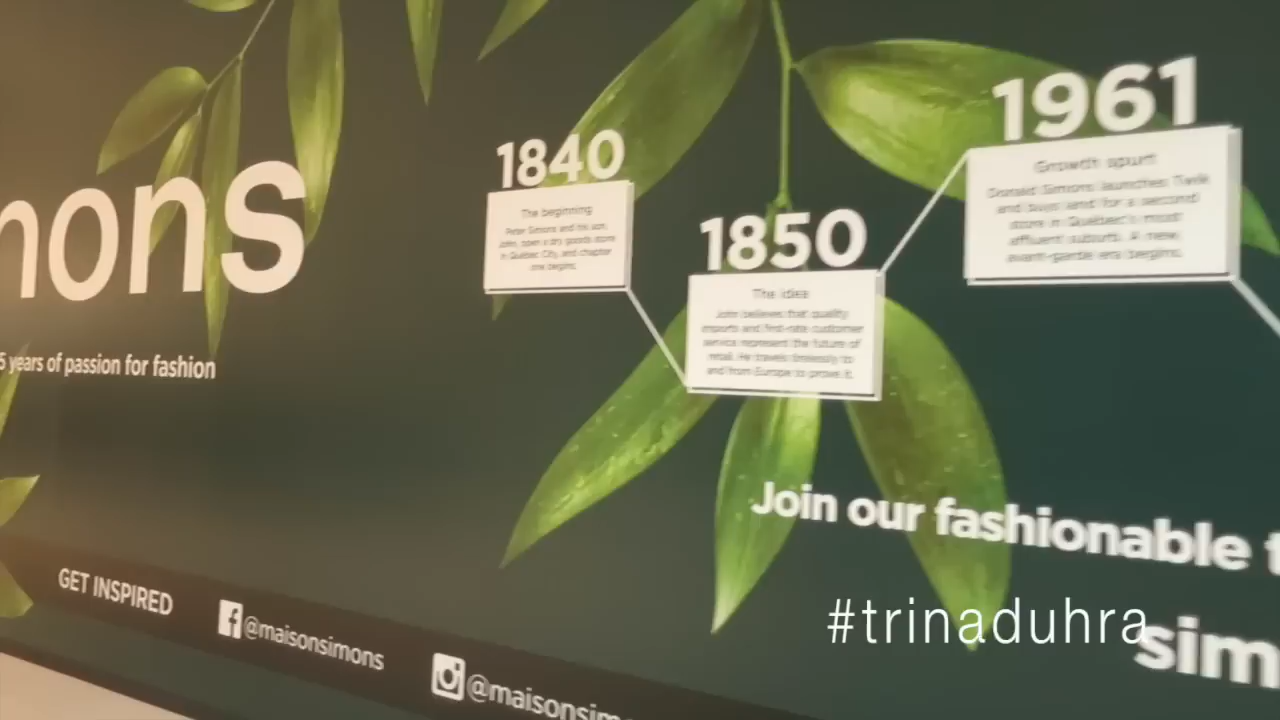 mons
5 years of passion for fashion
1840
The beginning
Peter Simons and his son,
John, open a dry goods store
in Québec City, and chapter
one begins.
1850
The idea
John believes that quality
imports and first-rate customer
service represent the future of
retail. He travels tirelessly to
and from Europe to prove it.
1961
Growth spurt
Donald Simons launches Twik
and buys land for a second
store in Québec's most
affluent suburb. A new,
avant-garde era begins.
Join our fashionable t
sim
GET INSPIRED
@maisonsimons
@maisonsimo
#trinaduhra